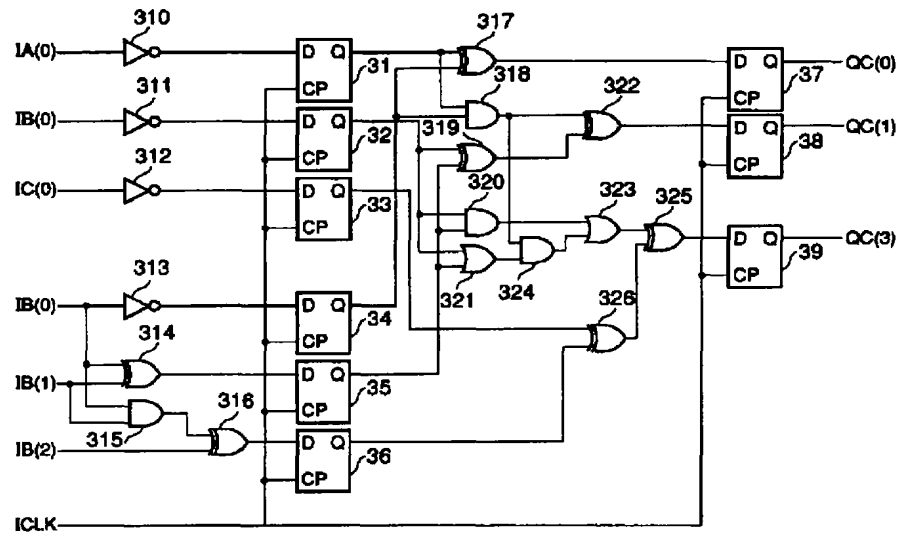 310
IA(0) D Q 31 CP
317
D Q 37 CP QC(0)
311
IB(0) D Q 32 CP
318
322
D Q 38 CP QC(1)
312
319
IC(0) D Q 33 CP
320
323
325
D Q 39 CP QC(3)
321
324
313
IB(0) D Q 34 CP
326
314
IB(1) D Q 35 CP
315
316
IB(2) D Q 36 CP
ICLK